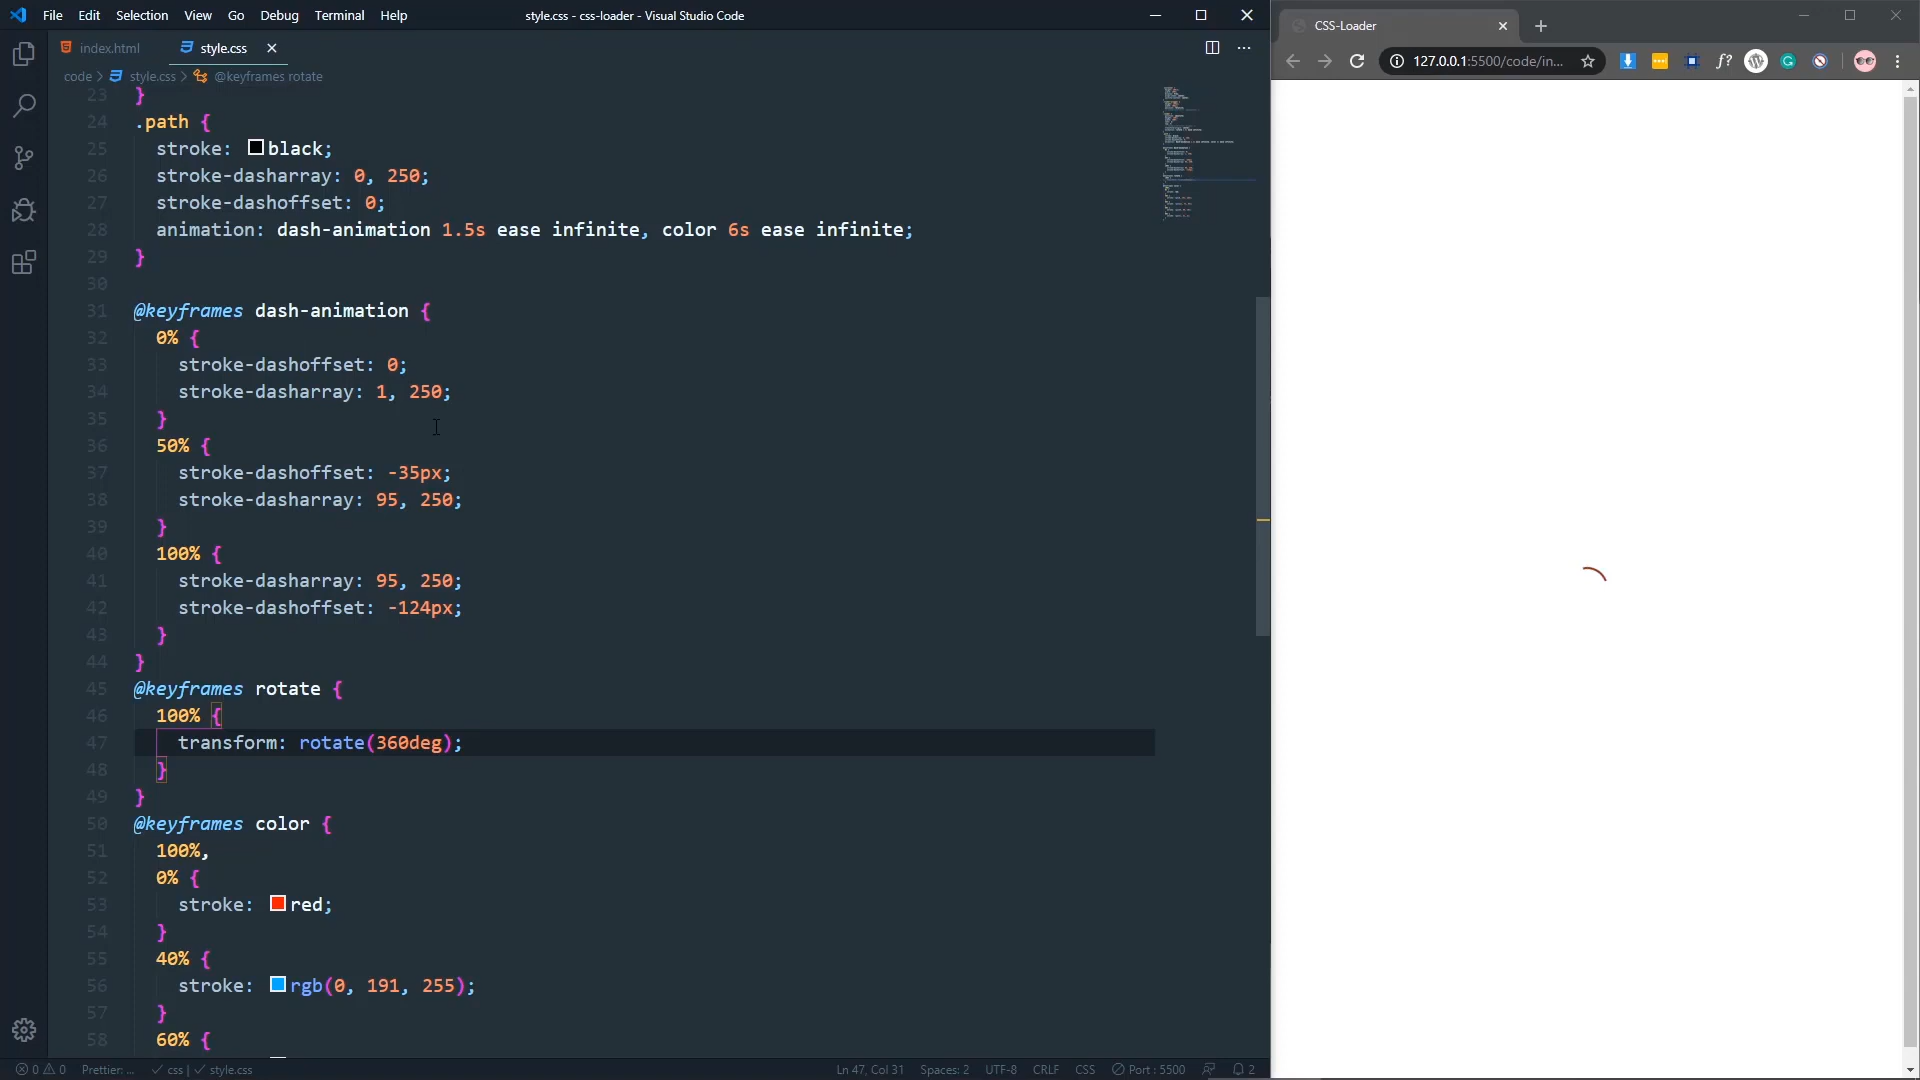 File Edit Selection View Go Debug Terminal Help
style.css - css-loader - Visual Studio Code
index.html
style.css
code > style.css > @keyframes rotate
23 }
24 .path {
25 stroke: black;
26 stroke-dasharray: 0, 250;
27 stroke-dashoffset: 0;
28 animation: dash-animation 1.5s ease infinite, color 6s ease infinite;
29 }
30
31 @keyframes dash-animation {
32 0% {
33 stroke-dashoffset: 0;
34 stroke-dasharray: 1, 250;
35 }
36 50% {
37 stroke-dashoffset: -35px;
38 stroke-dasharray: 95, 250;
39 }
40 100% {
41 stroke-dasharray: 95, 250;
42 stroke-dashoffset: -124px;
43 }
44 }
45 @keyframes rotate {
46 100% {
47 transform: rotate(360deg);
48 }
49 }
50 @keyframes color {
51 100%,
52 0% {
53 stroke: red;
54 }
55 40% {
56 stroke: rgb(0, 191, 255);
57 }
58 60% {
0 0 Prettier: ... css | style.css
Ln 47, Col 31 Spaces: 2 UTF-8 CRLF CSS Port : 5500 2
CSS-Loader
127.0.0.1:5500/code/in...
f?